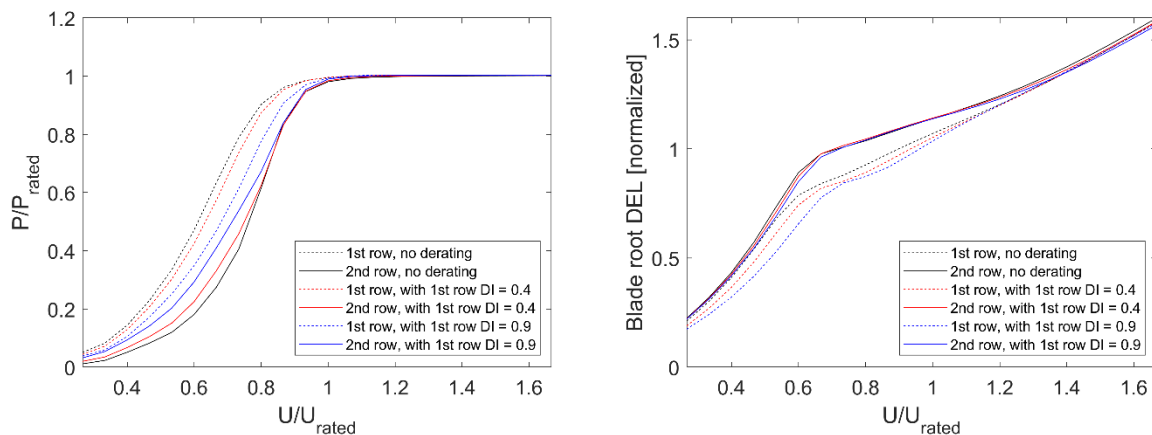 1.2
1
0.8
0.6
0.4
0.2
0
P/Prated
0.4 0.6 0.8 1 1.2 1.4 1.6
U/Urated
1st row, no derating
2nd row, no derating
1st row, with 1st row DI = 0.4
2nd row, with 1st row DI = 0.4
1st row, with 1st row DI = 0.9
2nd row, with 1st row DI = 0.9
1.5
1
0.5
0
Blade root DEL [normalized]
0.4 0.6 0.8 1 1.2 1.4 1.6
U/Urated
1st row, no derating
2nd row, no derating
1st row, with 1st row DI = 0.4
2nd row, with 1st row DI = 0.4
1st row, with 1st row DI = 0.9
2nd row, with 1st row DI = 0.9